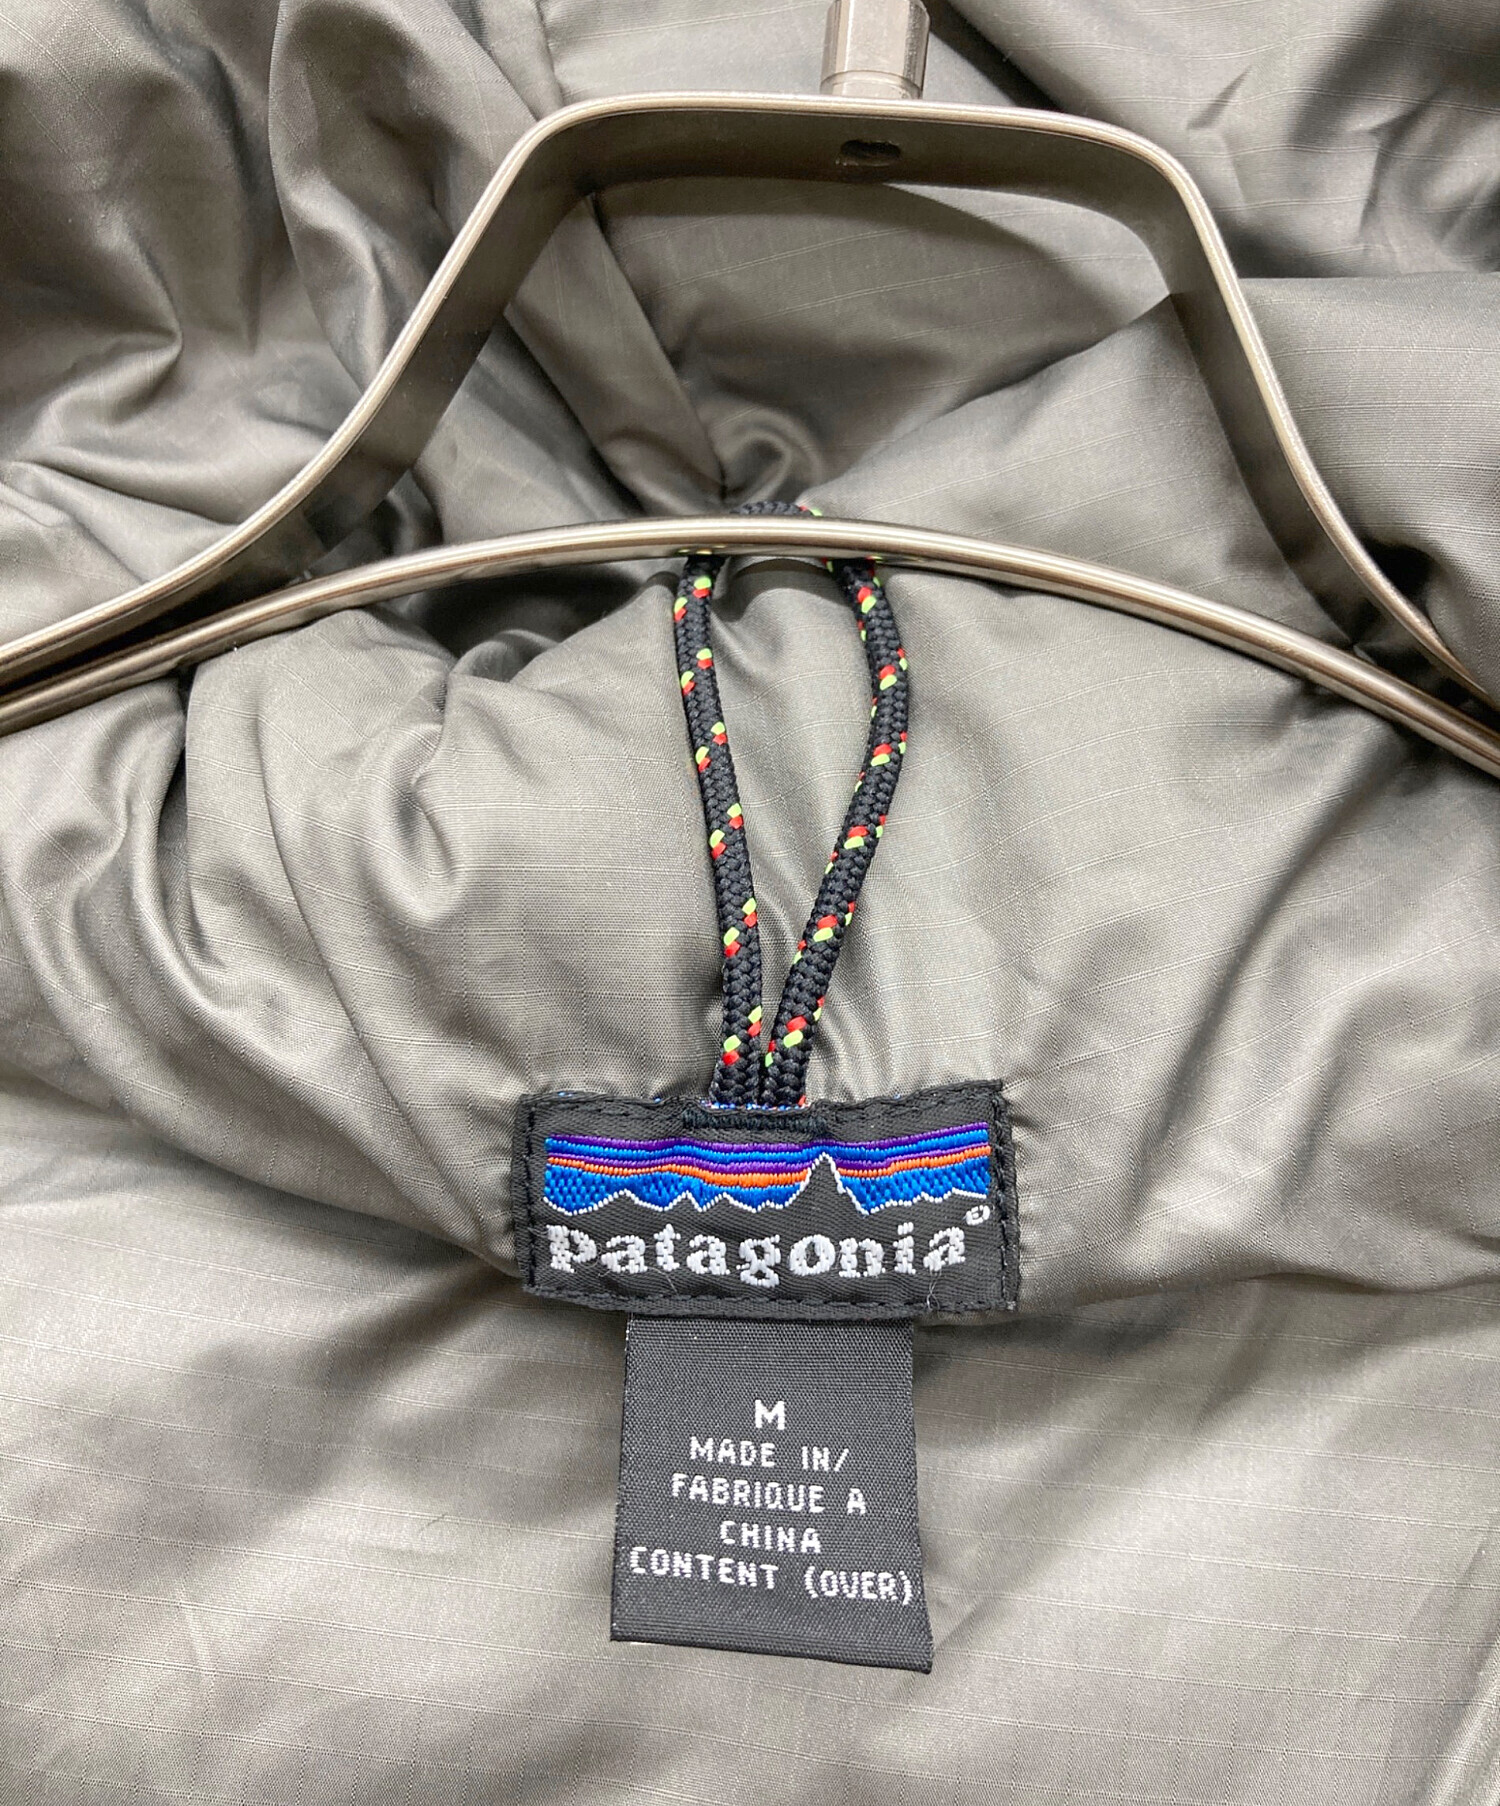 patagonia®
M
MADE IN/
FABRIQUE A
CHINA
CONTENT (OVER)